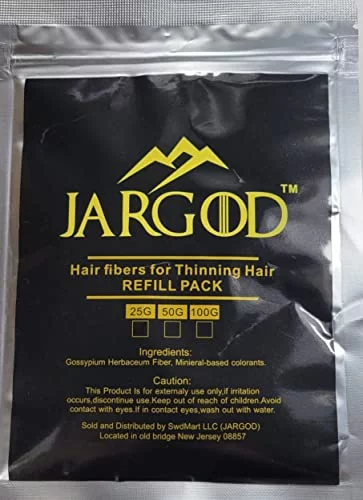 JARGOD™
Hair fibers for Thinning Hair
REFILL PACK
25G 50G 100G
Ingredients:
Gossypium Herbaceum Fiber, Minieral-based colorants.
Caution:
This Product Is for externaly use only,if irritation
occurs,discontinue use.Keep out of reach of children.Avoid
contact with eyes.If in contact eyes,wash out with water.
Sold and Distributed by SwdMart LLC (JARGOD)
Located in old bridge New Jersey 08857